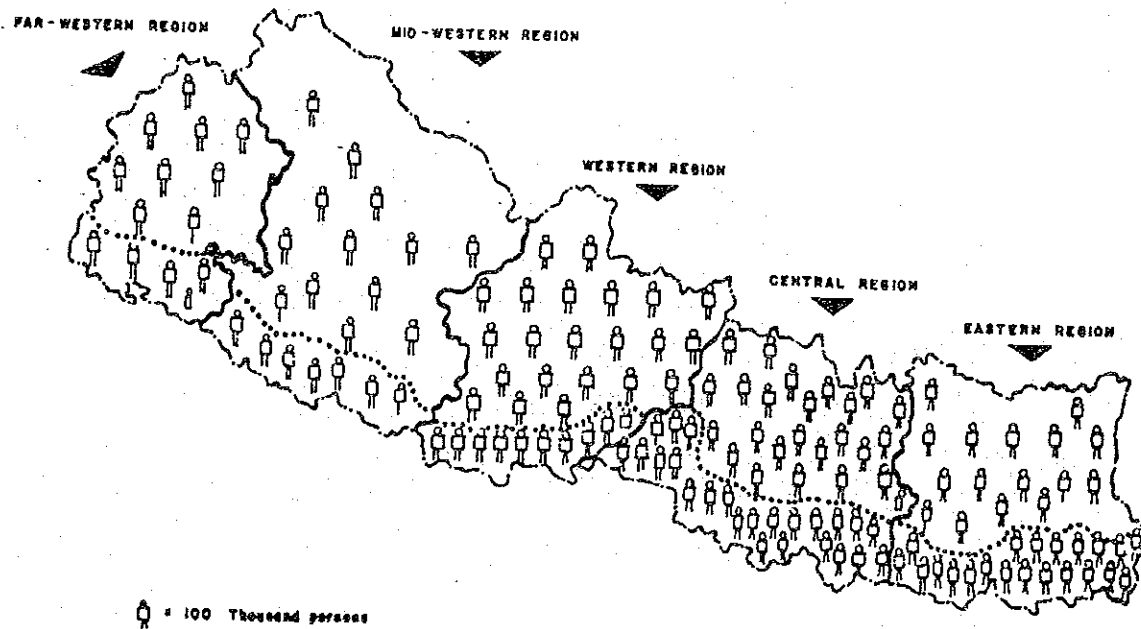 FAR-WESTERN REGION
MID-WESTERN REGION
WESTERN REGION
CENTRAL REGION
EASTERN REGION
= 100 Thousand persons